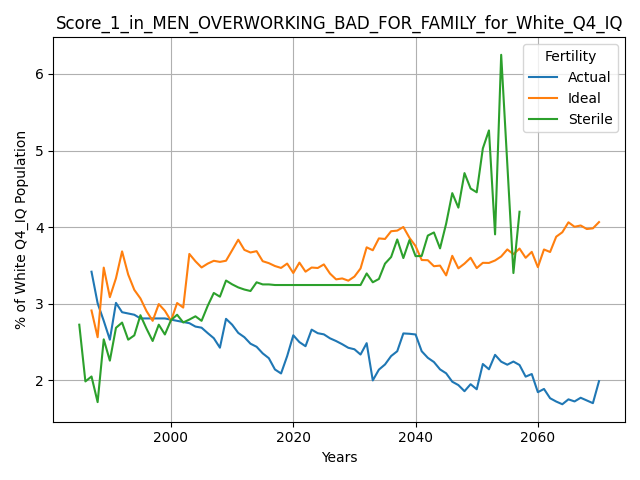 Score_1_in_MEN_OVERWORKING_BAD_FOR_FAMILY_for_White_Q4_IQ
Fertility
Actual
Ideal
Sterile
% of White Q4_IQ Population
6
5
4
3
2
2000
2020
2040
2060
Years